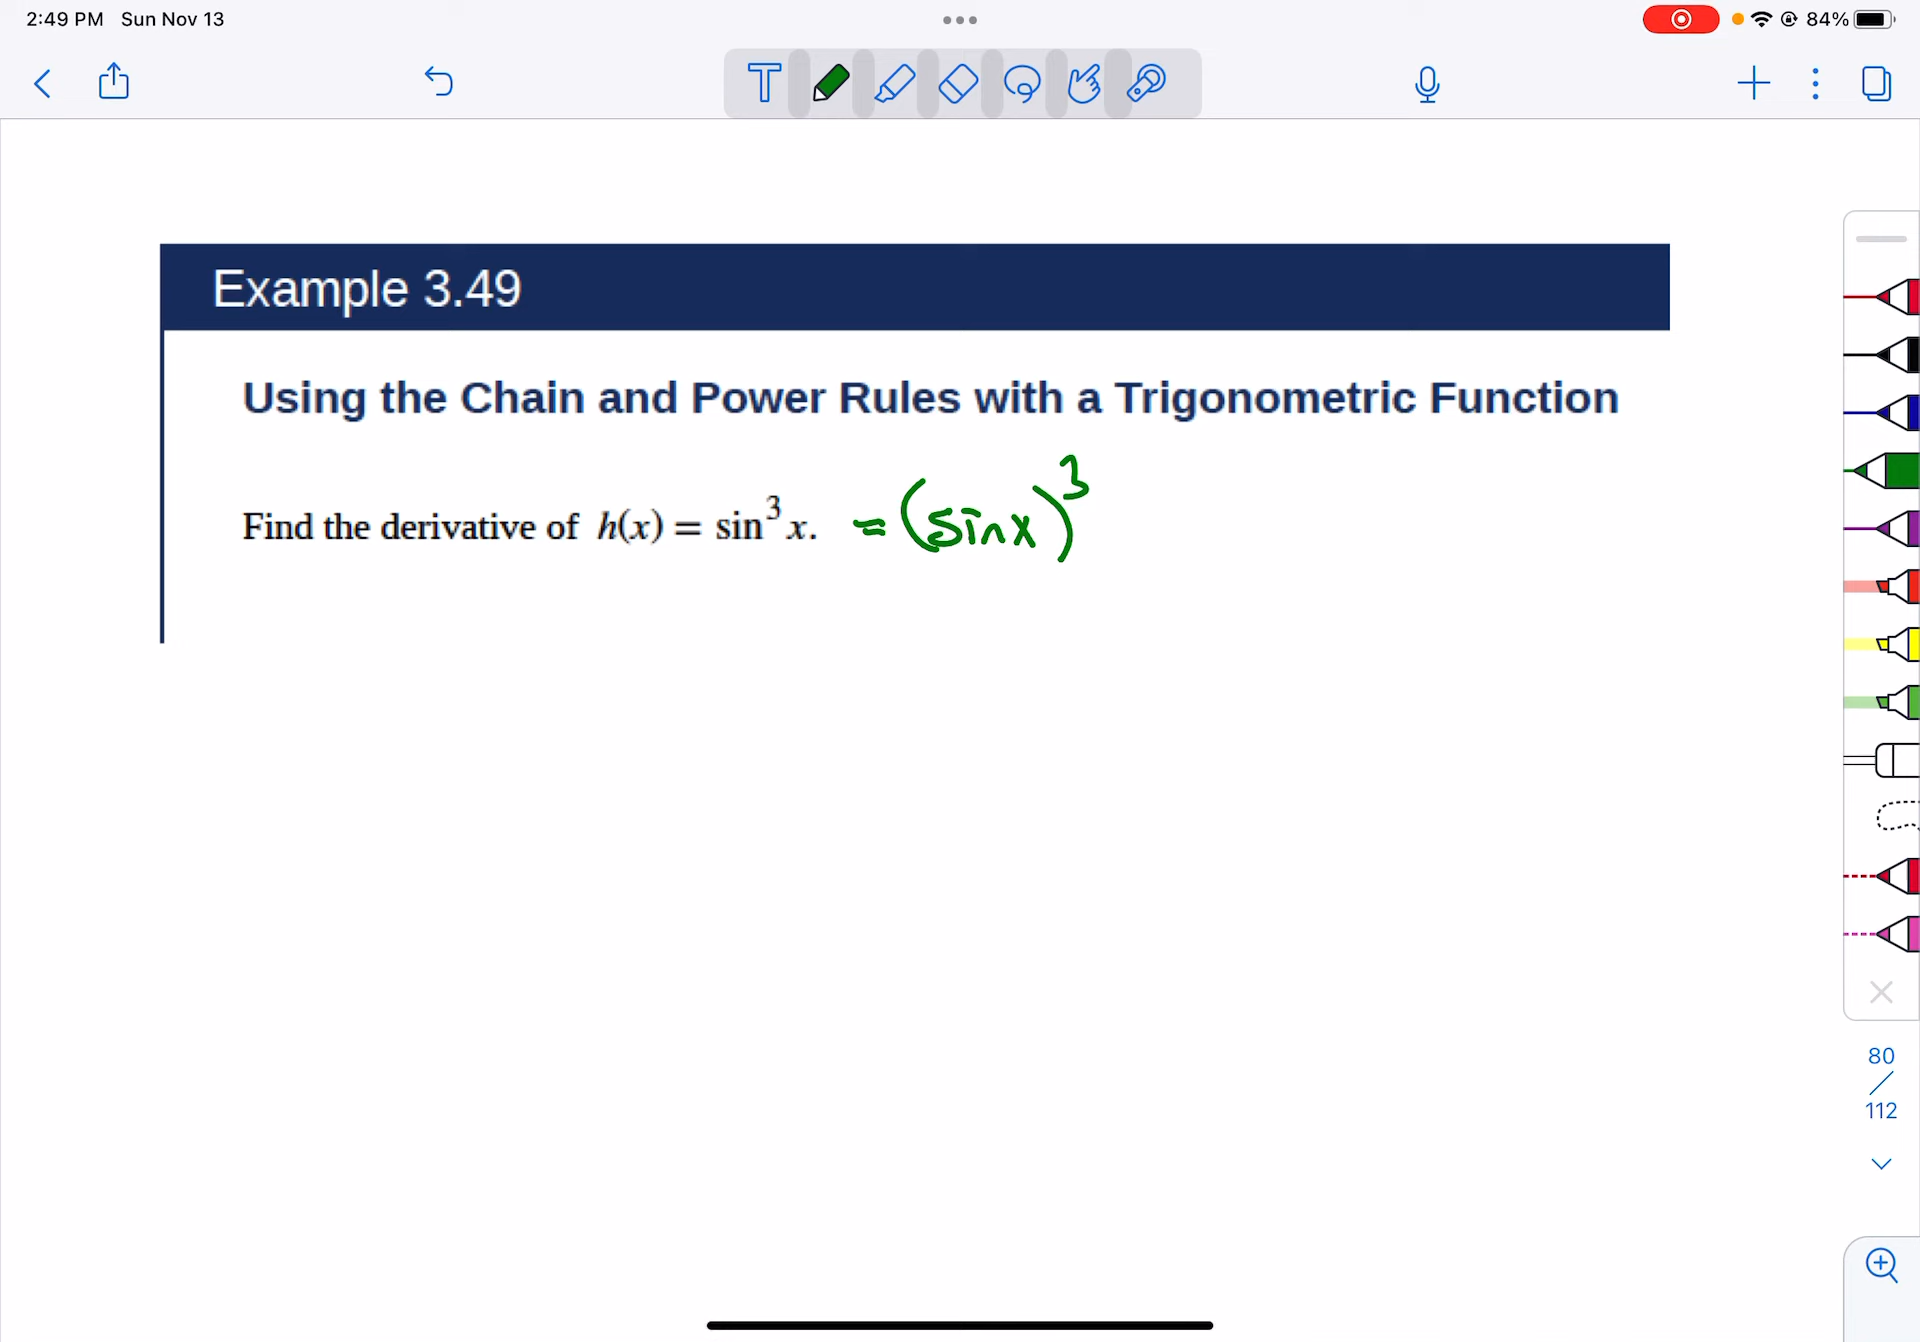 2:49 PM Sun Nov 13
84%
Example 3.49
Using the Chain and Power Rules with a Trigonometric Function
Find the derivative of h(x) = sin³ x. = (sin x)³
80
/
112